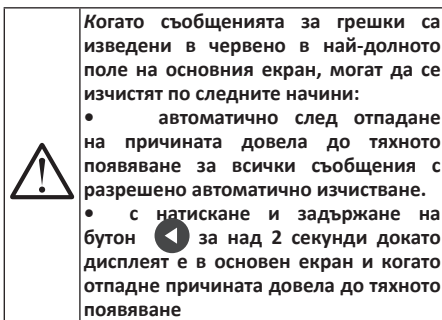 Когато съобщенията за грешки са
изведени в червено в най-долното
поле на основния екран, могат да се
изчистят по следните начини:
• автоматично след отпадане
на причината довела до тяхното
появяване за всички съобщения с
разрешено автоматично изчистване.
• с натискане и задържане на
бутон за над 2 секунди докато
дисплеят е в основен екран и когато
отпадне причината довела до тяхното
появяване